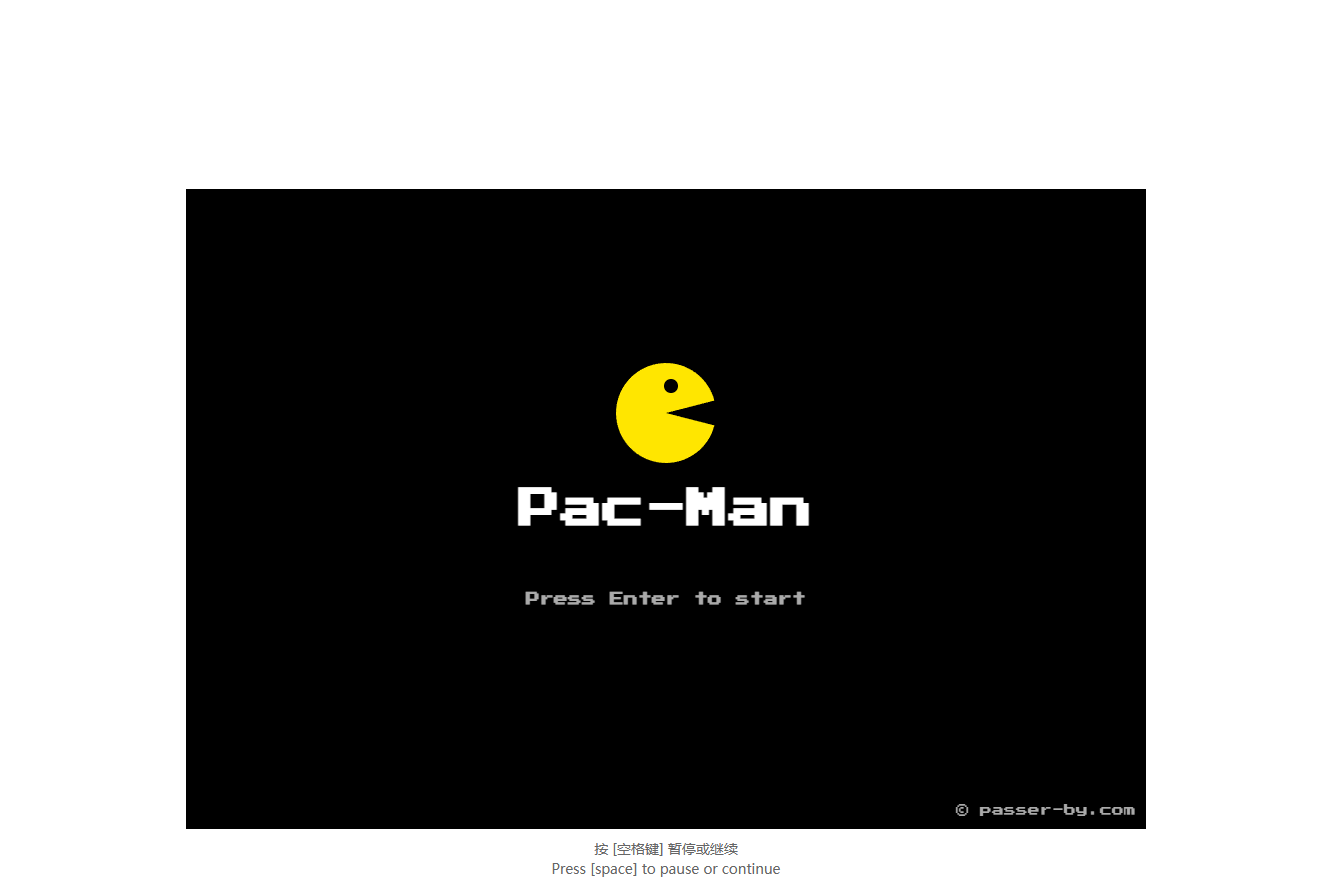 Pac-Man
Press Enter to start
© passer-by.com
按 [空格键] 暂停或继续
Press [space] to pause or continue